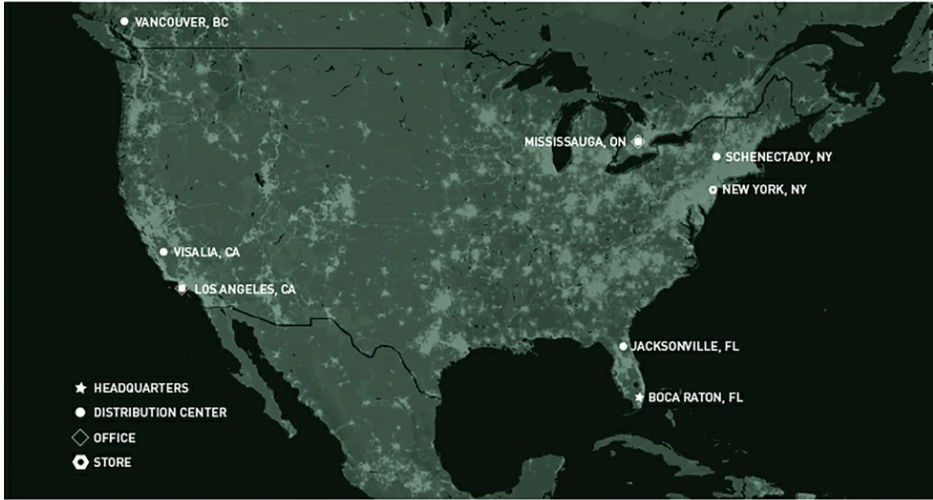 VANCOUVER, BC
MISSISSAUGA, ON
SCHENECTADY, NY
NEW YORK, NY
VISALIA, CA
LOS ANGELES, CA
JACKSONVILLE, FL
BOCA RATON, FL
HEADQUARTERS
DISTRIBUTION CENTER
OFFICE
STORE